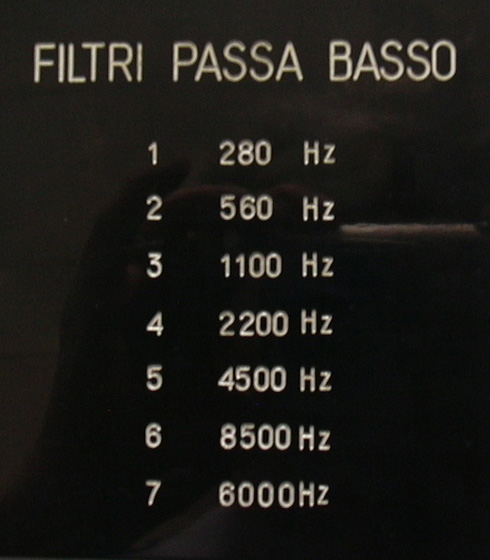 FILTRI PASSA BASSO
1 280 Hz
2 560 Hz
3 1100 Hz
4 2200 Hz
5 4500 Hz
6 8500 Hz
7 6000Hz